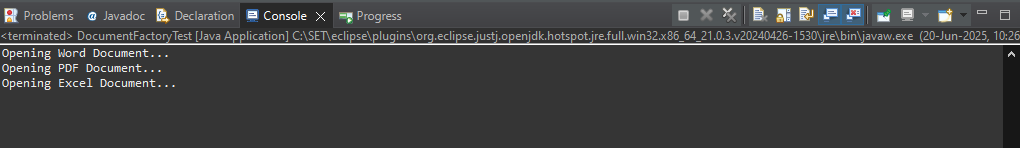 Problems Javadoc Declaration Console Progress
<terminated> DocumentFactoryTest [Java Application] C:\SET\eclipse\plugins\org.eclipse.justj.openjdk.hotspot.jre.full.win32.x86_64_21.0.3.v20240426-1530\jre\bin\javaw.exe (20-Jun-2025, 10:26
Opening Word Document...
Opening PDF Document...
Opening Excel Document...